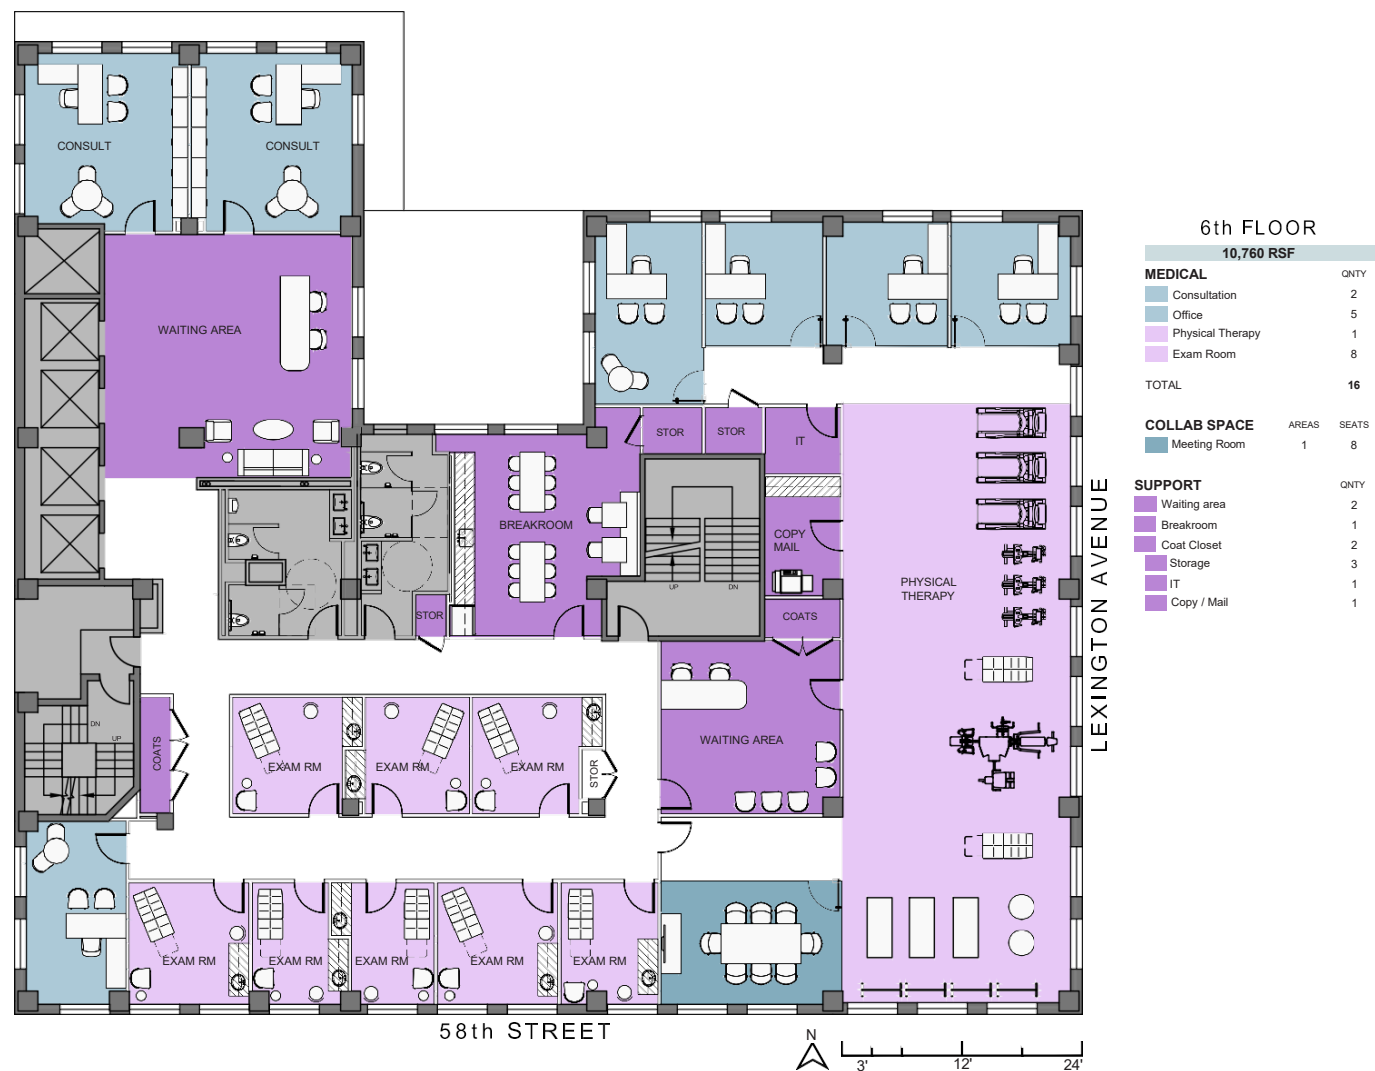 CONSULT
CONSULT
WAITING AREA
STOR
STOR
IT
BREAKROOM
COPY
MAIL
UP
DN
STOR
COATS
PHYSICAL
THERAPY
DN
UP
COATS
EXAM RM
EXAM RM
EXAM RM
STOR
WAITING AREA
EXAM RM
EXAM RM
EXAM RM
EXAM RM
EXAM RM
58th STREET
LEXINGTON AVENUE
N
3'
12'
24'
6th FLOOR
10,760 RSF
MEDICAL QNTY
Consultation 2
Office 5
Physical Therapy 1
Exam Room 8
TOTAL 16
COLLAB SPACE AREAS SEATS
Meeting Room 1 8
SUPPORT QNTY
Waiting area 2
Breakroom 1
Coat Closet 2
Storage 3
IT 1
Copy / Mail 1